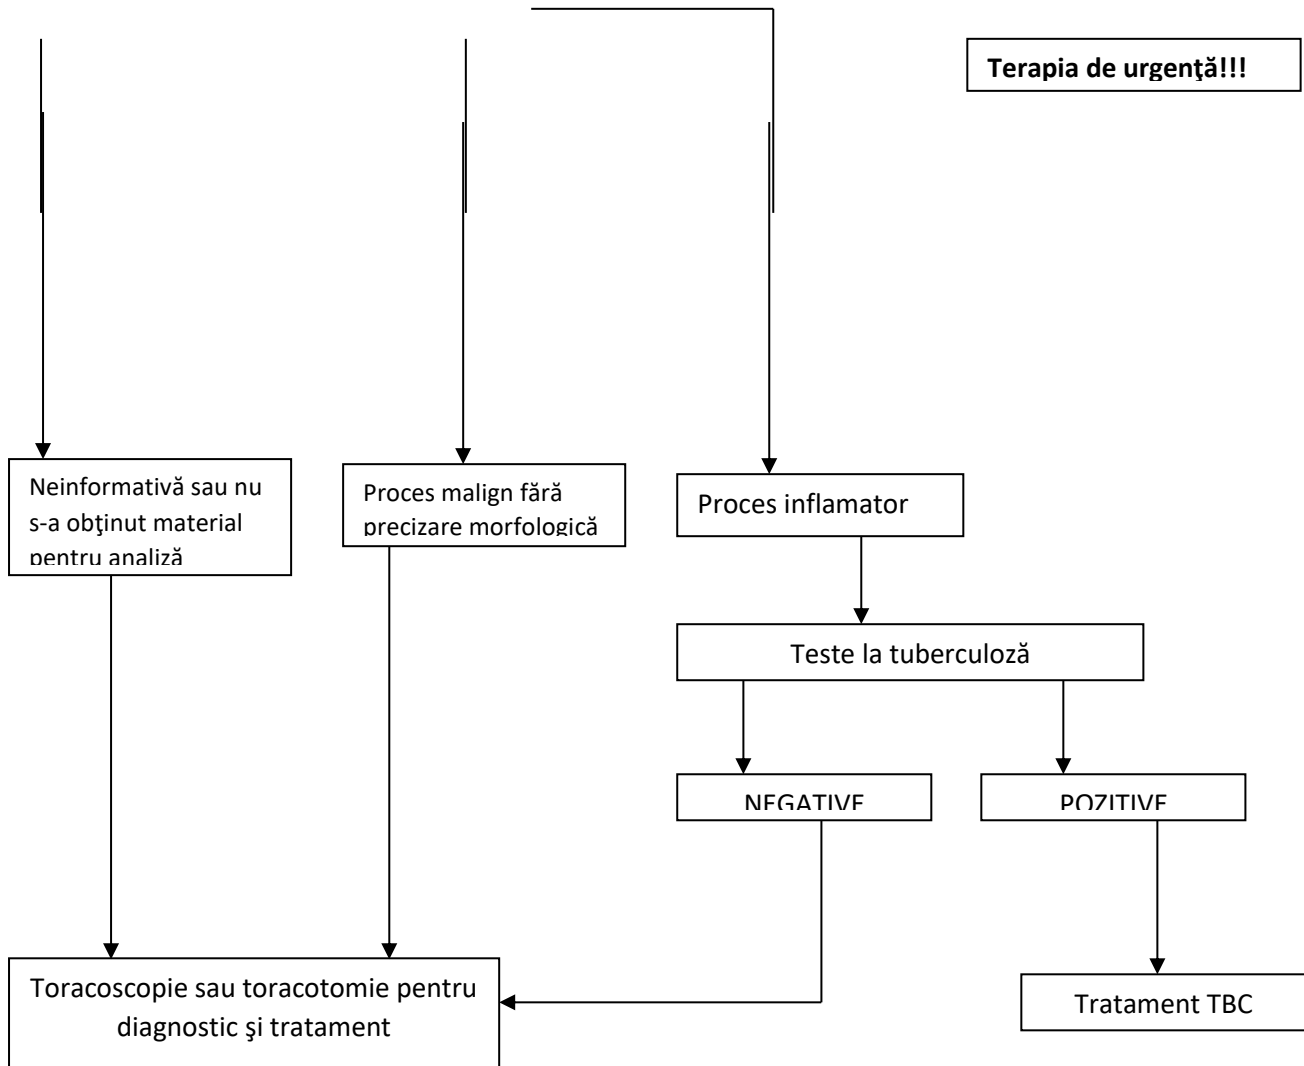 Terapia de urgenţă!!!
Neinformativă sau nu
s-a obţinut material
pentru analiză
Proces malign fără
precizare morfologică
Proces inflamator
Teste la tuberculoză
NEGATIVE
POZITIVE
Toracoscopie sau toracotomie pentru
diagnostic şi tratament
Tratament TBC